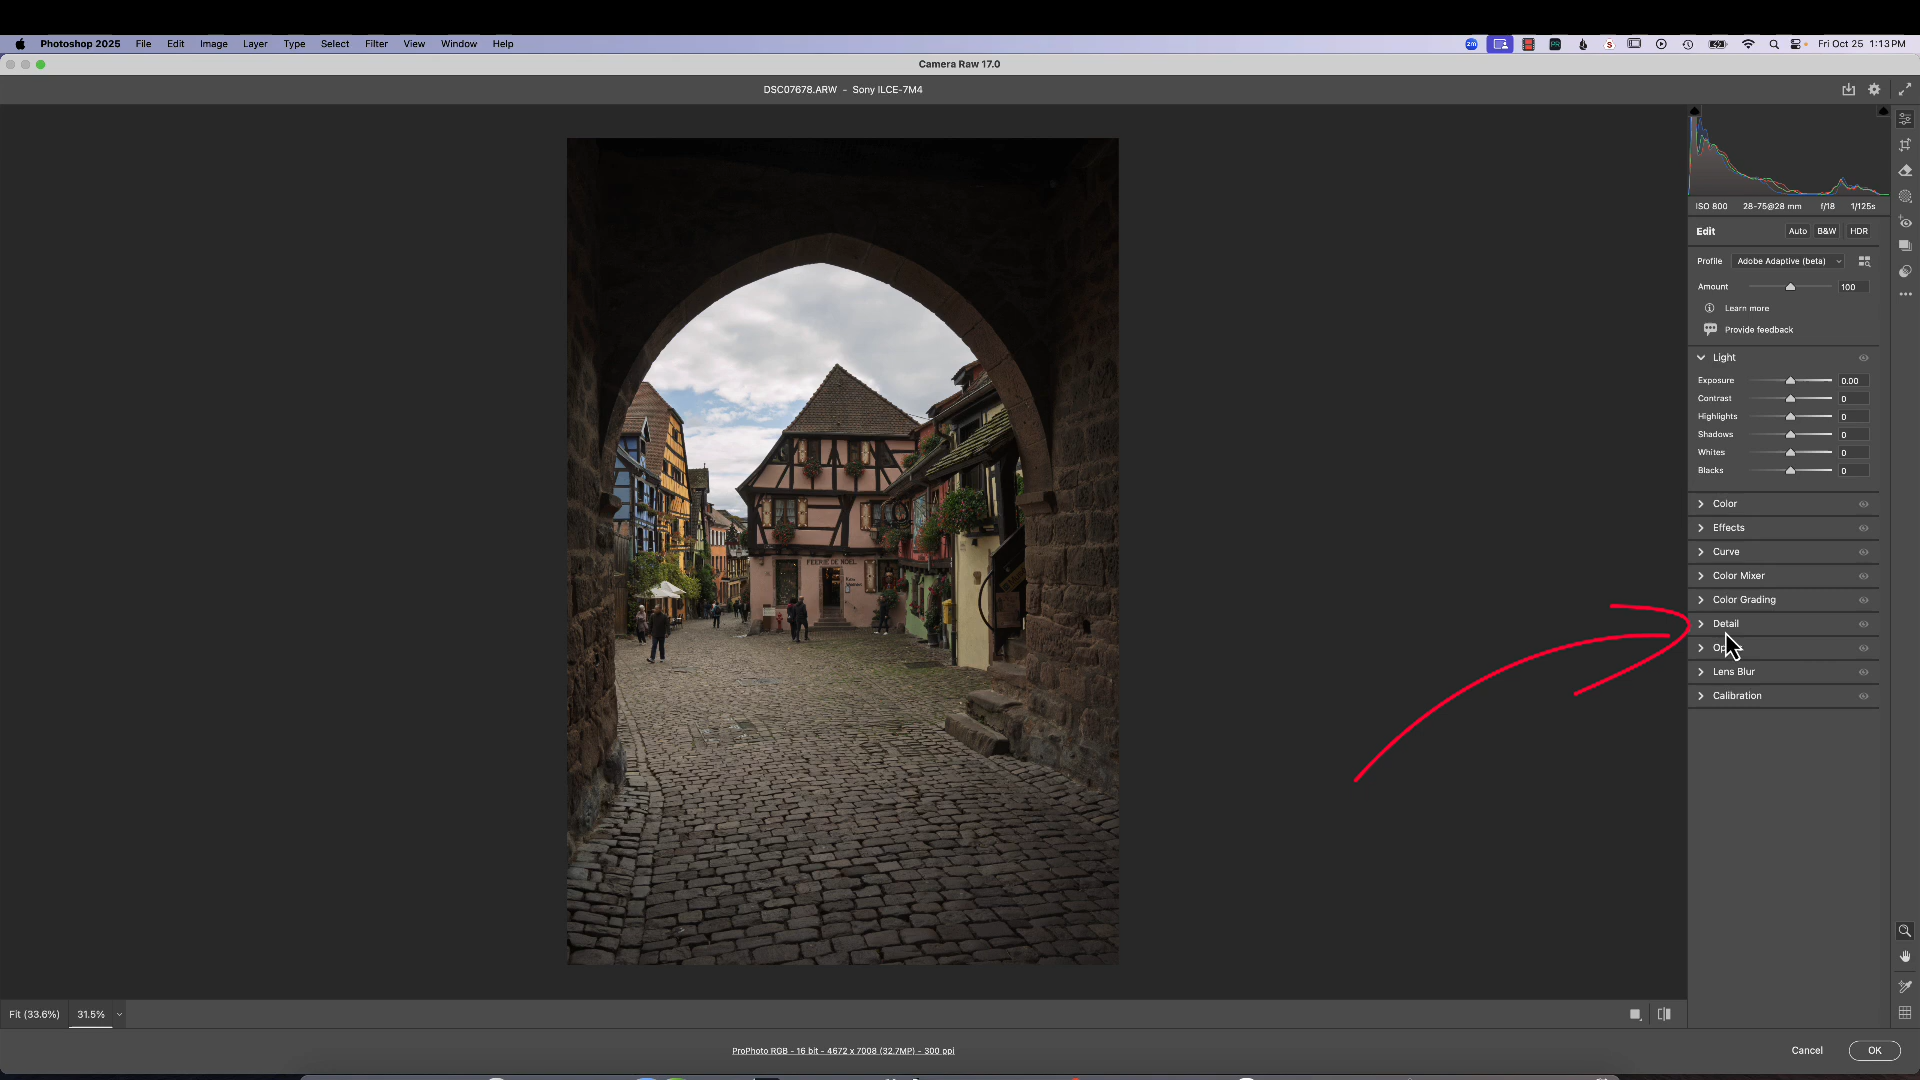 Photoshop 2025 File Edit Image Layer Type Select Filter View Window Help Fri Oct 25 1:13 PM
Camera Raw 17.0
DSC07678.ARW - Sony ILCE-7M4
ISO 800 28-75@28 mm f/18 1/125s
Edit Auto B&W HDR
Profile Adobe Adaptive (beta)
Amount 100
Learn more
Provide feedback
Light
Exposure 0.00
Contrast 0
Highlights 0
Shadows 0
Whites 0
Blacks 0
Color
Effects
Curve
Color Mixer
Color Grading
Detail
Lens Blur
Calibration
FEERIE DE NOEL
Fit (33.6%) 31.5%
ProPhoto RGB - 16 bit - 4672 x 7008 (32.7MP) - 300 ppi
Cancel OK